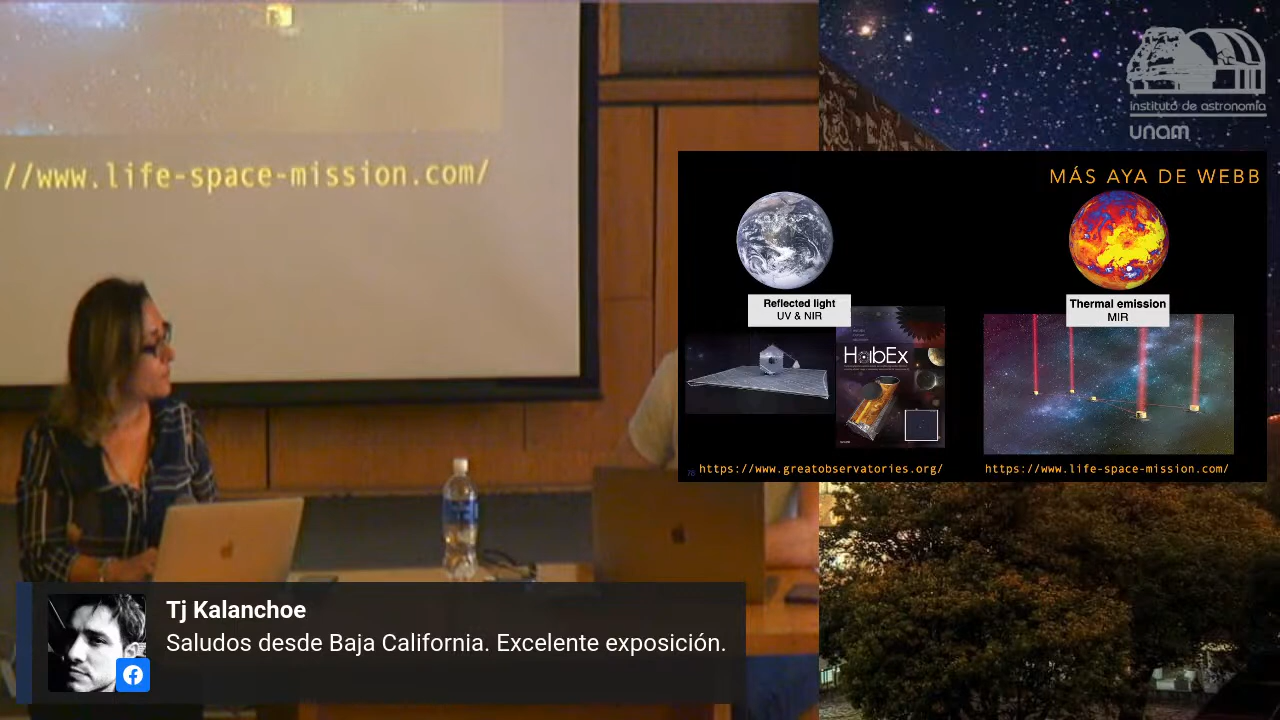 //www.life-space-mission.com/
instituto de astronomía
unam
MÁS AYA DE WEBB
Reflected light
UV & NIR
Thermal emission
MIR
HabEx
https://www.greatobservatories.org/
https://www.life-space-mission.com/
Tj Kalanchoe
Saludos desde Baja California. Excelente exposición.